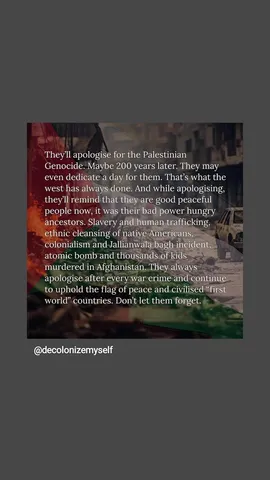 They'll apologise for the Palestinian
Genocide. Maybe 200 years later. They may
even dedicate a day for them. That's what the
west has always done. And while apologising,
they'll remind that they are good peaceful
people now, it was their bad power hungry
ancestors. Slavery and human trafficking,
ethnic cleansing of native Americans,
colonialism and Jallianwala bagh incident,
atomic bomb and thousands of kids
murdered in Afghanistan. They always
apologise after every war crime and continue
to uphold the flag of peace and civilised "first
world" countries. Don't let them forget.
@decolonizemyself